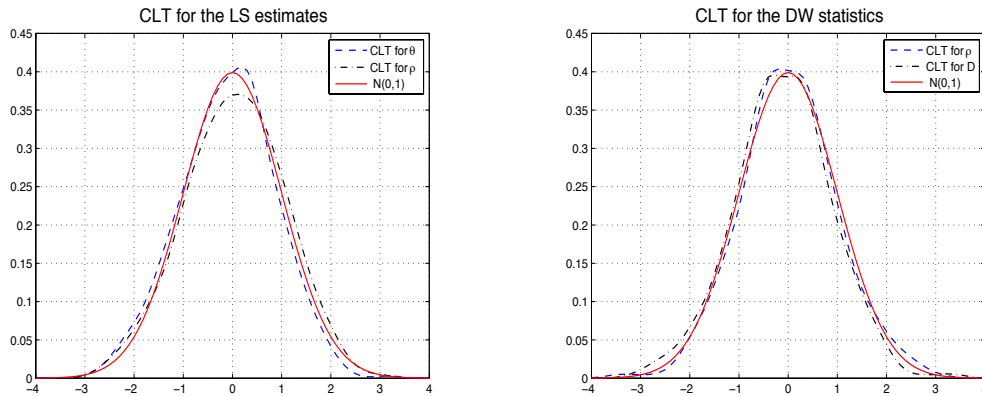 CLT for the LS estimates
0.45
0.4
0.35
0.3
0.25
0.2
0.15
0.1
0.05
0
−4 −3 −2 −1 0 1 2 3 4
CLT for θ
CLT for ρ
N(0,1)
CLT for the DW statistics
0.45
0.4
0.35
0.3
0.25
0.2
0.15
0.1
0.05
0
−4 −3 −2 −1 0 1 2 3 4
CLT for ρ
CLT for D
N(0,1)